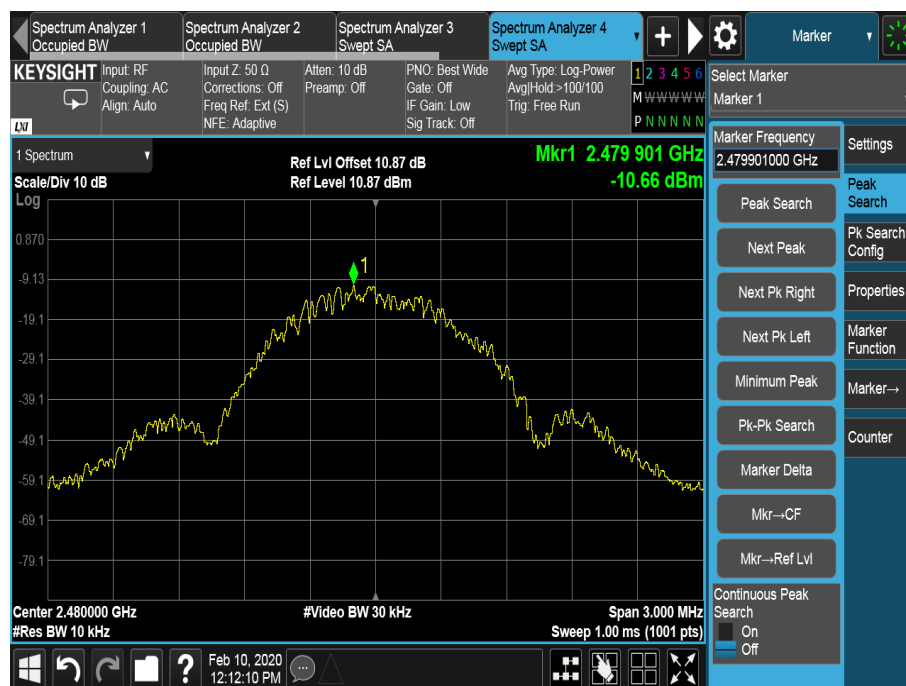 Spectrum Analyzer 1
Occupied BW
Spectrum Analyzer 2
Occupied BW
Spectrum Analyzer 3
Swept SA
Spectrum Analyzer 4
Swept SA
Marker
KEYSIGHT
LXI
Input: RF
Coupling: AC
Align: Auto
Input Z: 50 Ω
Corrections: Off
Freq Ref: Ext (S)
NFE: Adaptive
Atten: 10 dB
Preamp: Off
PNO: Best Wide
Gate: Off
IF Gain: Low
Sig Track: Off
Avg Type: Log-Power
Avg|Hold:>100/100
Trig: Free Run
1 2 3 4 5 6
M W W W W W
P N N N N N
Select Marker
Marker 1
1 Spectrum
Scale/Div 10 dB
Log
Ref Lvl Offset 10.87 dB
Ref Level 10.87 dBm
Mkr1 2.479 901 GHz
-10.66 dBm
0.870
-9.13
-19.1
-29.1
-39.1
-49.1
-59.1
-69.1
-79.1
1
Center 2.480000 GHz
#Res BW 10 kHz
#Video BW 30 kHz
Span 3.000 MHz
Sweep 1.00 ms (1001 pts)
Marker Frequency
2.479901000 GHz
Peak Search
Next Peak
Next Pk Right
Next Pk Left
Minimum Peak
Pk-Pk Search
Marker Delta
Mkr→CF
Mkr→Ref Lvl
Continuous Peak
Search
On
Off
Settings
Peak
Search
Pk Search
Config
Properties
Marker
Function
Marker→
Counter
?
Feb 10, 2020
12:12:10 PM